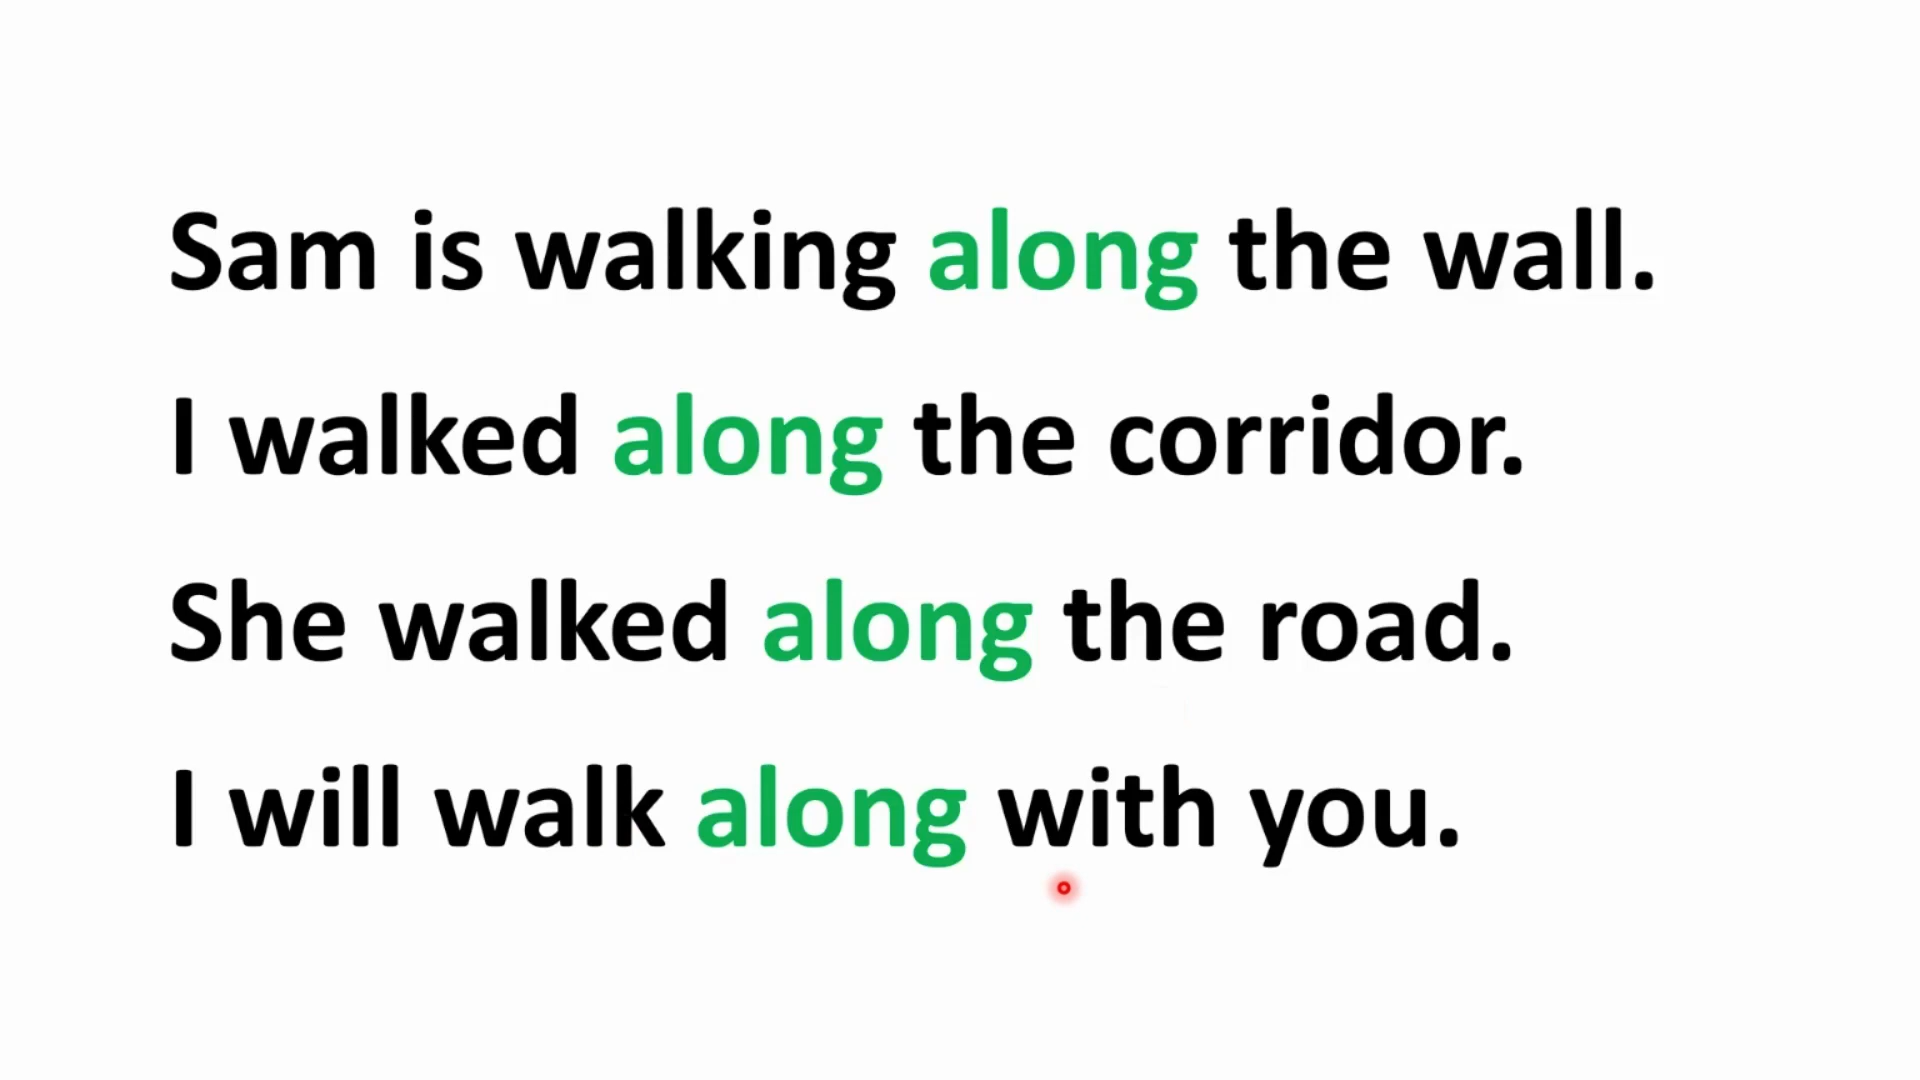 Sam is walking along the wall.
I walked along the corridor.
She walked along the road.
I will walk along with you.